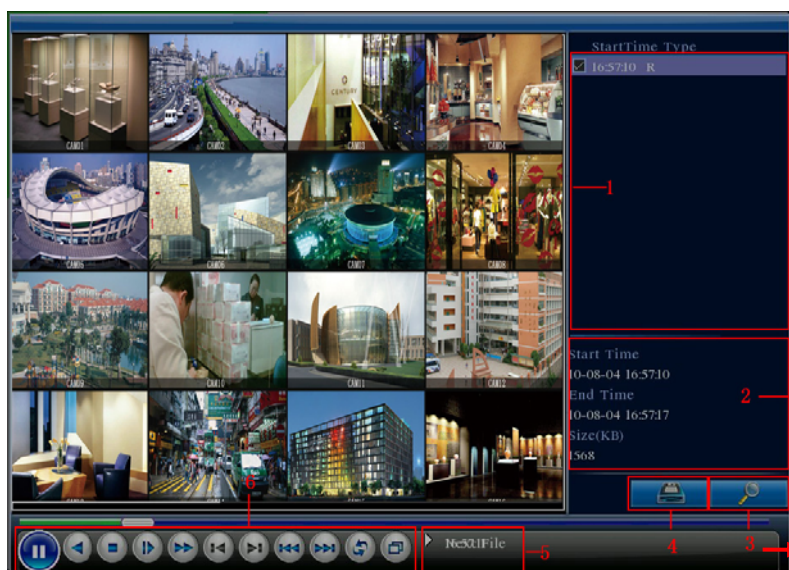 StartTime Type
16:57:10 R
CENTURY
CAM01
CAM02
CAM03
CAM04
1
CAM05
CAM06
CAM07
CAM08
CAM09
CAM10
CAM11
CAM12
Start Time
10-08-04 16:57:10
2
End Time
10-08-04 16:57:17
Size(KB)
1568
6
4
3
5